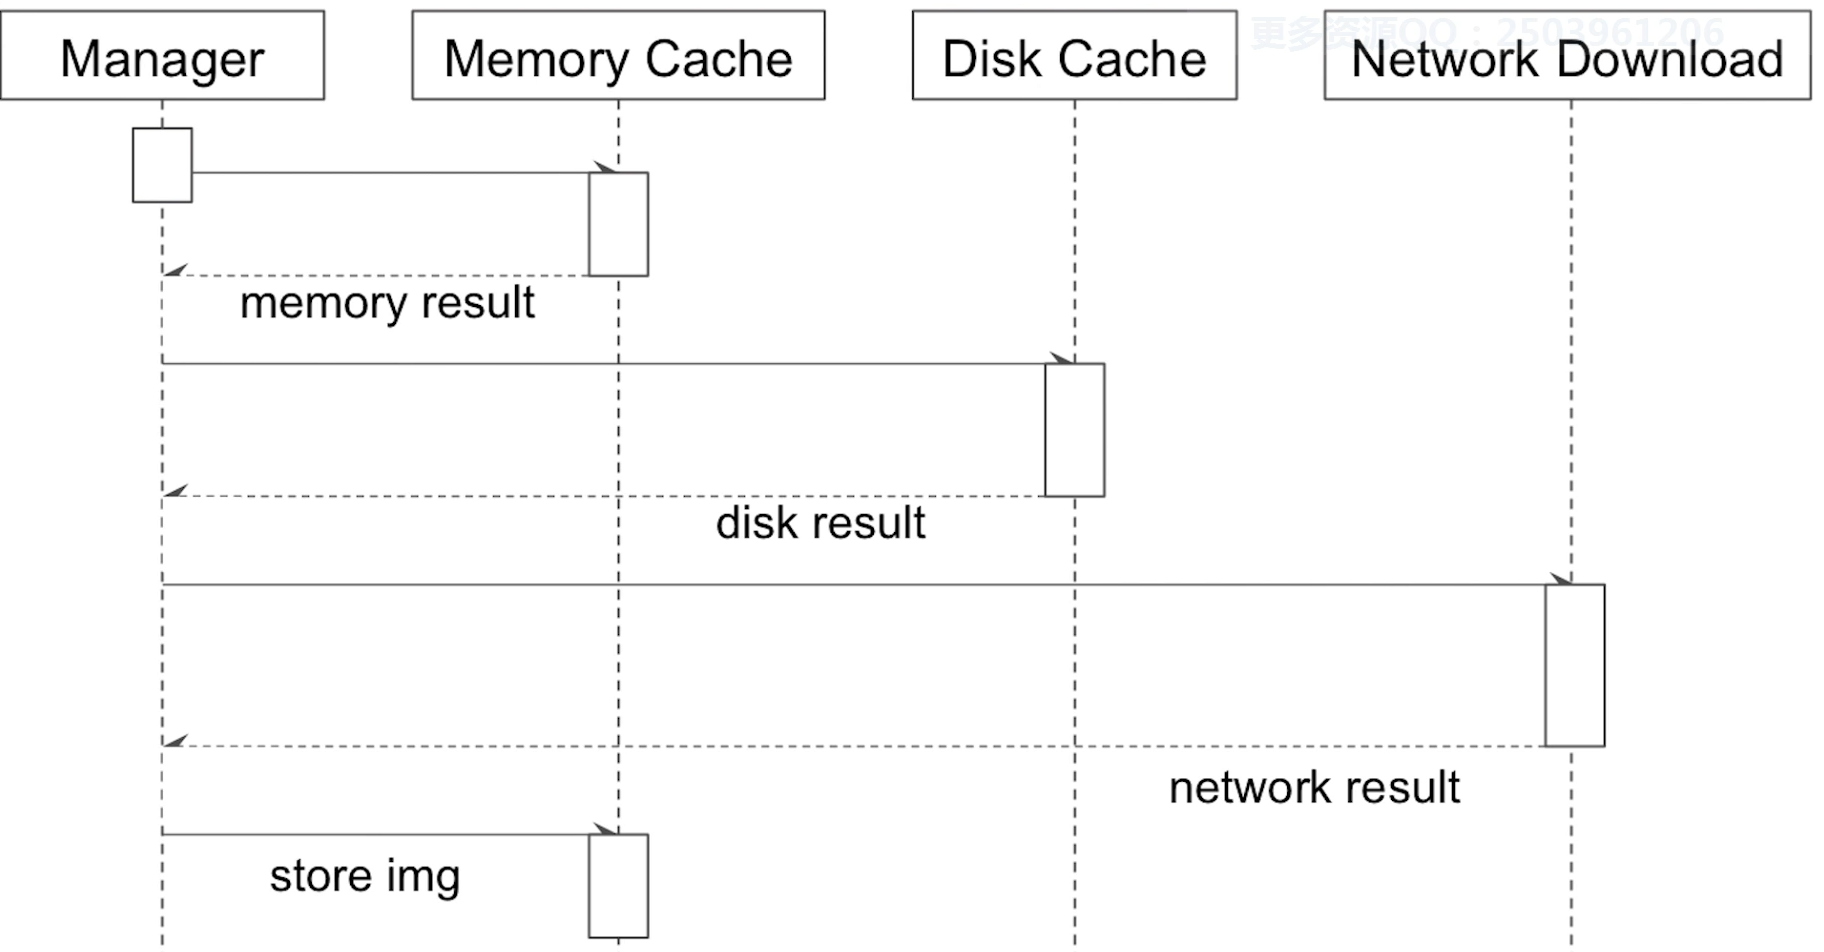 更多资源QQ：2503961206
Manager
Memory Cache
Disk Cache
Network Download
memory result
disk result
network result
store img